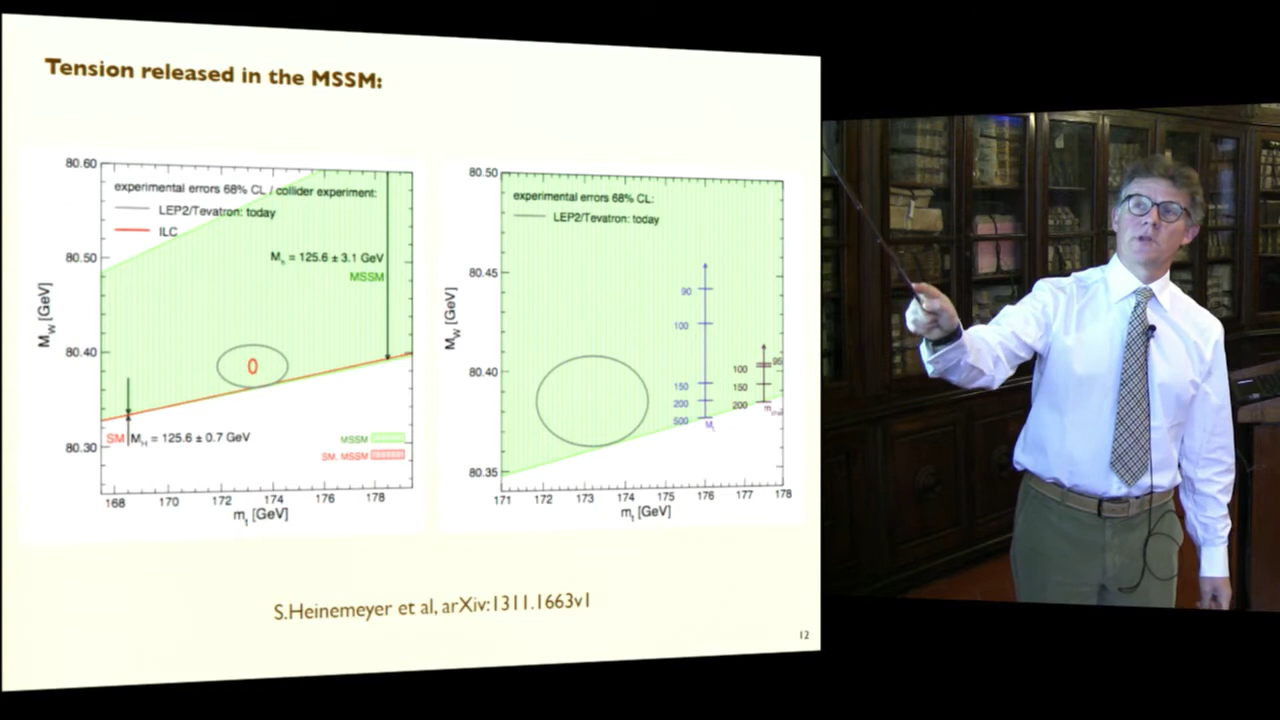 Tension released in the MSSM:
80.60
80.50
80.40
80.30
M_W [GeV]
experimental errors 68% CL / collider experiment:
LEP2/Tevatron: today
ILC
M_h = 125.6 ± 3.1 GeV
MSSM
SM M_H = 125.6 ± 0.7 GeV
MSSM
SM, MSSM
168 170 172 174 176 178
m_t [GeV]
80.50
80.45
80.40
80.35
M_W [GeV]
experimental errors 68% CL:
LEP2/Tevatron: today
90
100
150
200
500
100
150
200
95
171 172 173 174 175 176 177 178
m_t [GeV]
S.Heinemeyer et al, arXiv:1311.1663v1
12